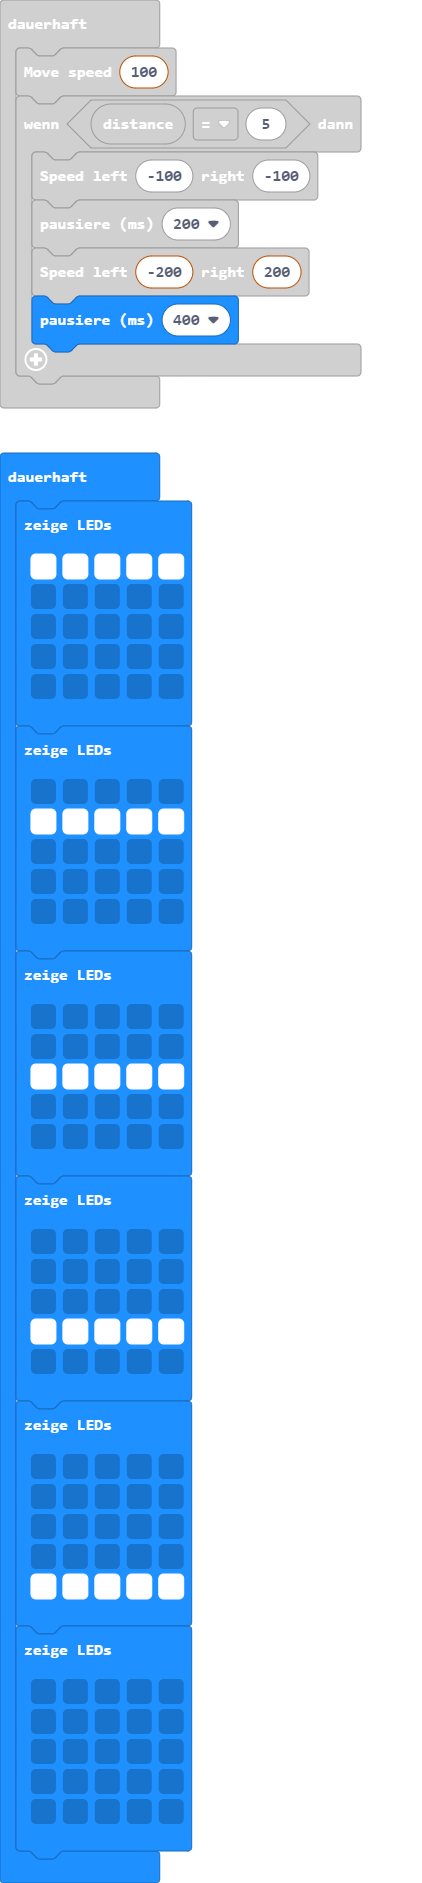 dauerhaft
Move speed 100
wenn distance = 5 dann
Speed left -100 right -100
pausiere (ms) 200
Speed left -200 right 200
pausiere (ms) 400
dauerhaft
zeige LEDs
zeige LEDs
zeige LEDs
zeige LEDs
zeige LEDs
zeige LEDs